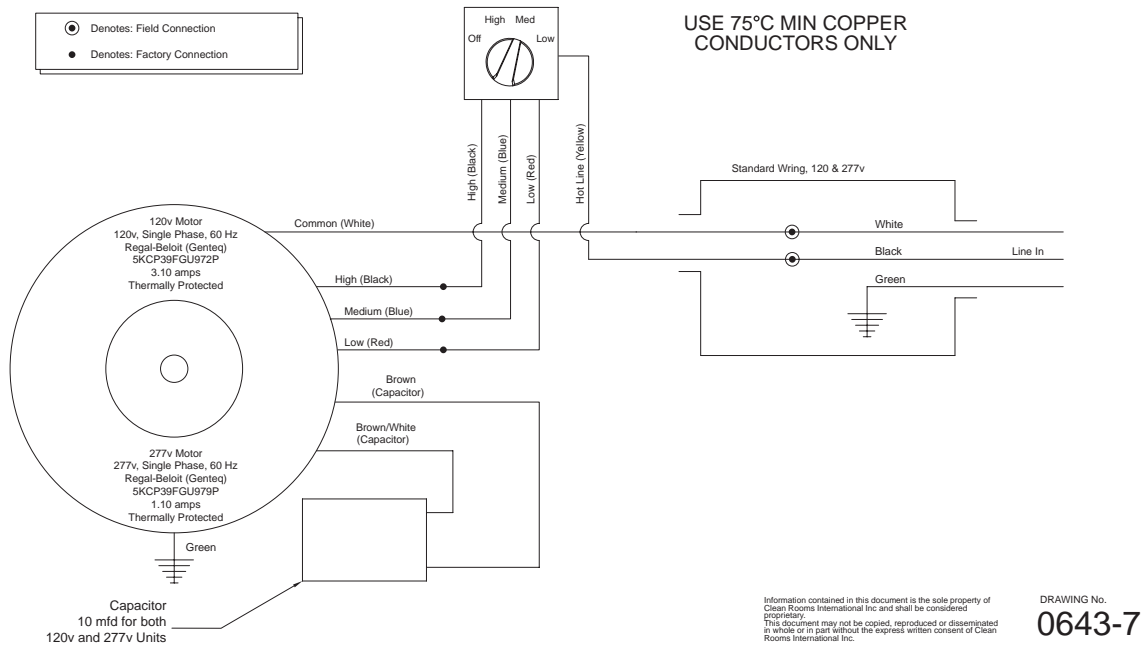 Denotes: Field Connection
Denotes: Factory Connection
High Med
Off
Low
USE 75°C MIN COPPER
CONDUCTORS ONLY
High (Black)
Medium (Blue)
Low (Red)
Hot Line (Yellow)
Standard Wring, 120 & 277v
White
Black
Line In
Green
120v Motor
120v, Single Phase, 60 Hz
Regal-Beloit (Genteq)
5KCP39FGU972P
3.10 amps
Thermally Protected
Common (White)
High (Black)
Medium (Blue)
Low (Red)
Brown
(Capacitor)
Brown/White
(Capacitor)
277v Motor
277v, Single Phase, 60 Hz
Regal-Beloit (Genteq)
5KCP39FGU979P
1.10 amps
Thermally Protected
Green
Capacitor
10 mfd for both
120v and 277v Units
Information contained in this document is the sole property of
Clean Rooms International Inc and shall be considered
proprietary.
This document may not be copied, reproduced or disseminated
in whole or in part without the express written consent of Clean
Rooms International Inc.
DRAWING No.
0643-7